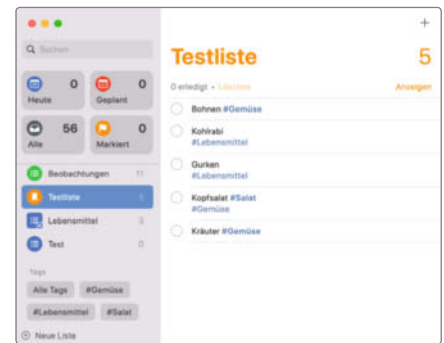 Suchen
0
Heute
0
Geplant
56
Alle
0
Markiert
Beobachtungen 11
Testliste 5
Lebensmittel 3
Test 0
Tags
Alle Tags #Gemüse
#Lebensmittel #Salat
Neue Liste
+
Testliste 5
0 erledigt • Löschen Anzeigen
Bohnen #Gemüse
Kohlrabi
#Lebensmittel
Gurken
#Lebensmittel
Kopfsalat #Salat
#Gemüse
Kräuter #Gemüse